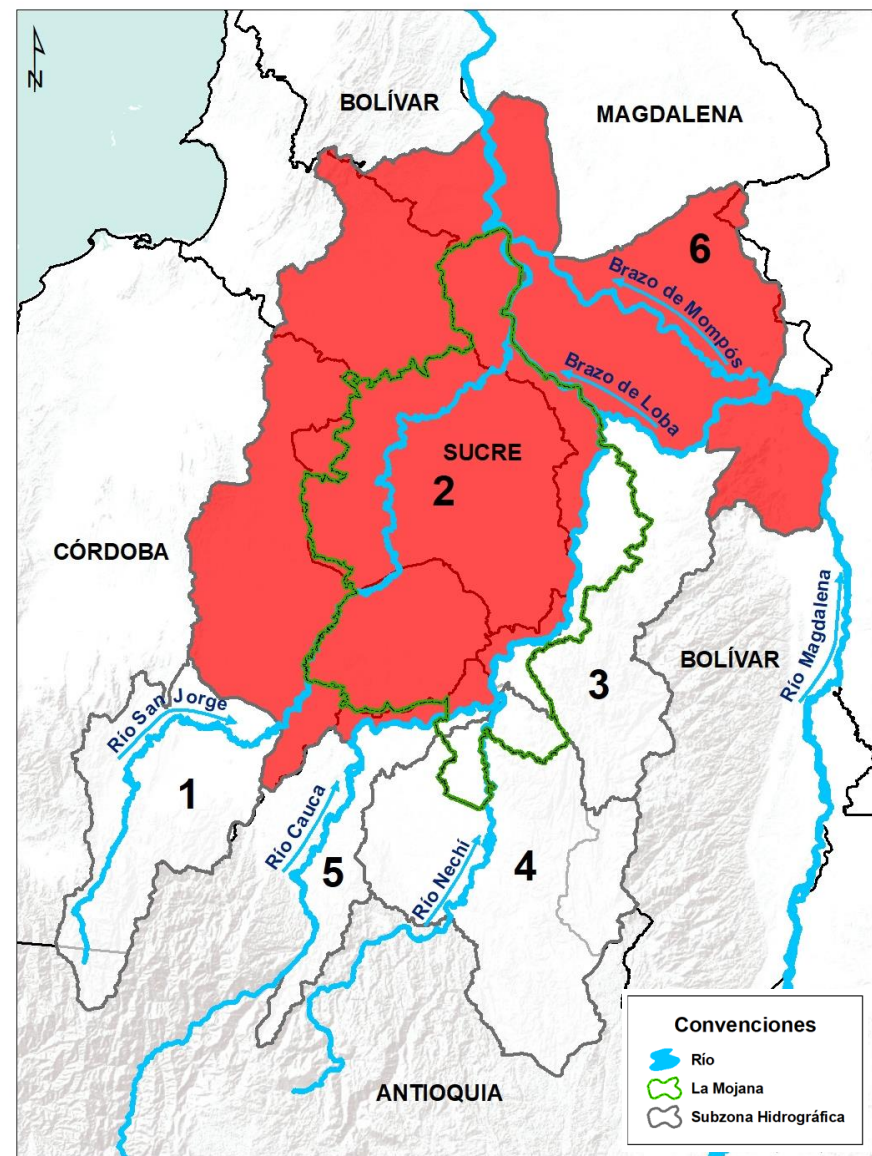 N
BOLÍVAR
MAGDALENA
6
Brazo de Mompós
Brazo de Loba
SUCRE
2
CÓRDOBA
Río Magdalena
BOLÍVAR
3
Río San Jorge
1
Río Cauca
5
Río Nechí
4
ANTIOQUIA
Convenciones
Río
La Mojana
Subzona Hidrográfica